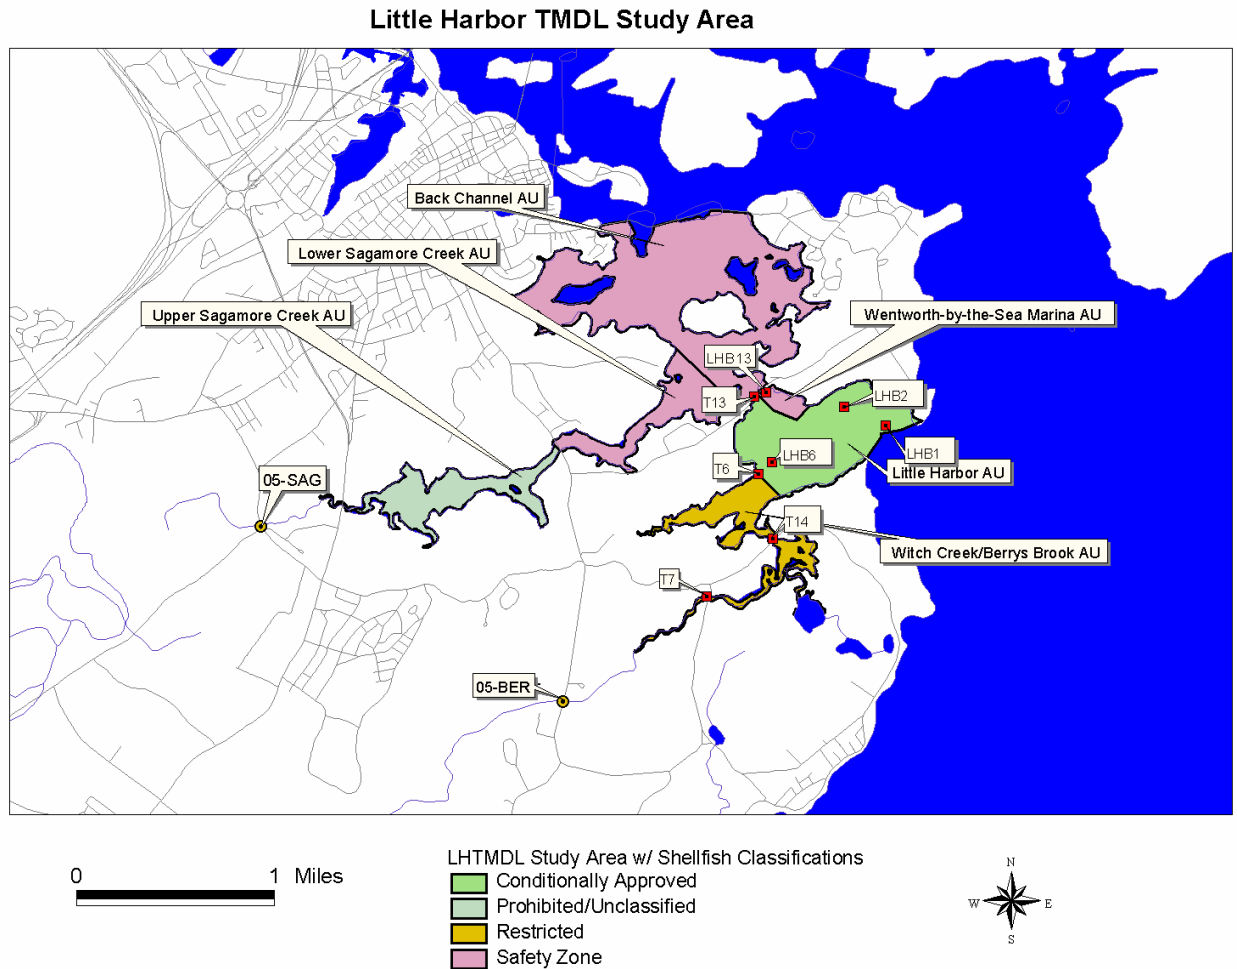 Little Harbor TMDL Study Area
Back Channel AU
Lower Sagamore Creek AU
Upper Sagamore Creek AU
Wentworth-by-the-Sea Marina AU
LHB13
T13
LHB2
LHB1
LHB6
T6
Little Harbor AU
05-SAG
T14
Witch Creek/Berrys Brook AU
T7
05-BER
0 1 Miles
LHTMDL Study Area w/ Shellfish Classifications
Conditionally Approved
Prohibited/Unclassified
Restricted
Safety Zone
N
W E
S